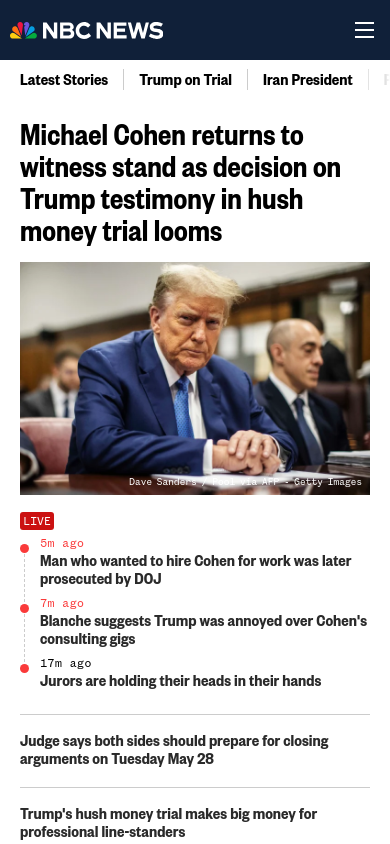 NBC NEWS
Latest Stories
Trump on Trial
Iran President
Michael Cohen returns to
witness stand as decision on
Trump testimony in hush
money trial looms
Dave Sanders / Pool via AFP - Getty Images
LIVE
5m ago
Man who wanted to hire Cohen for work was later
prosecuted by DOJ
7m ago
Blanche suggests Trump was annoyed over Cohen's
consulting gigs
17m ago
Jurors are holding their heads in their hands
Judge says both sides should prepare for closing
arguments on Tuesday May 28
Trump's hush money trial makes big money for
professional line-standers